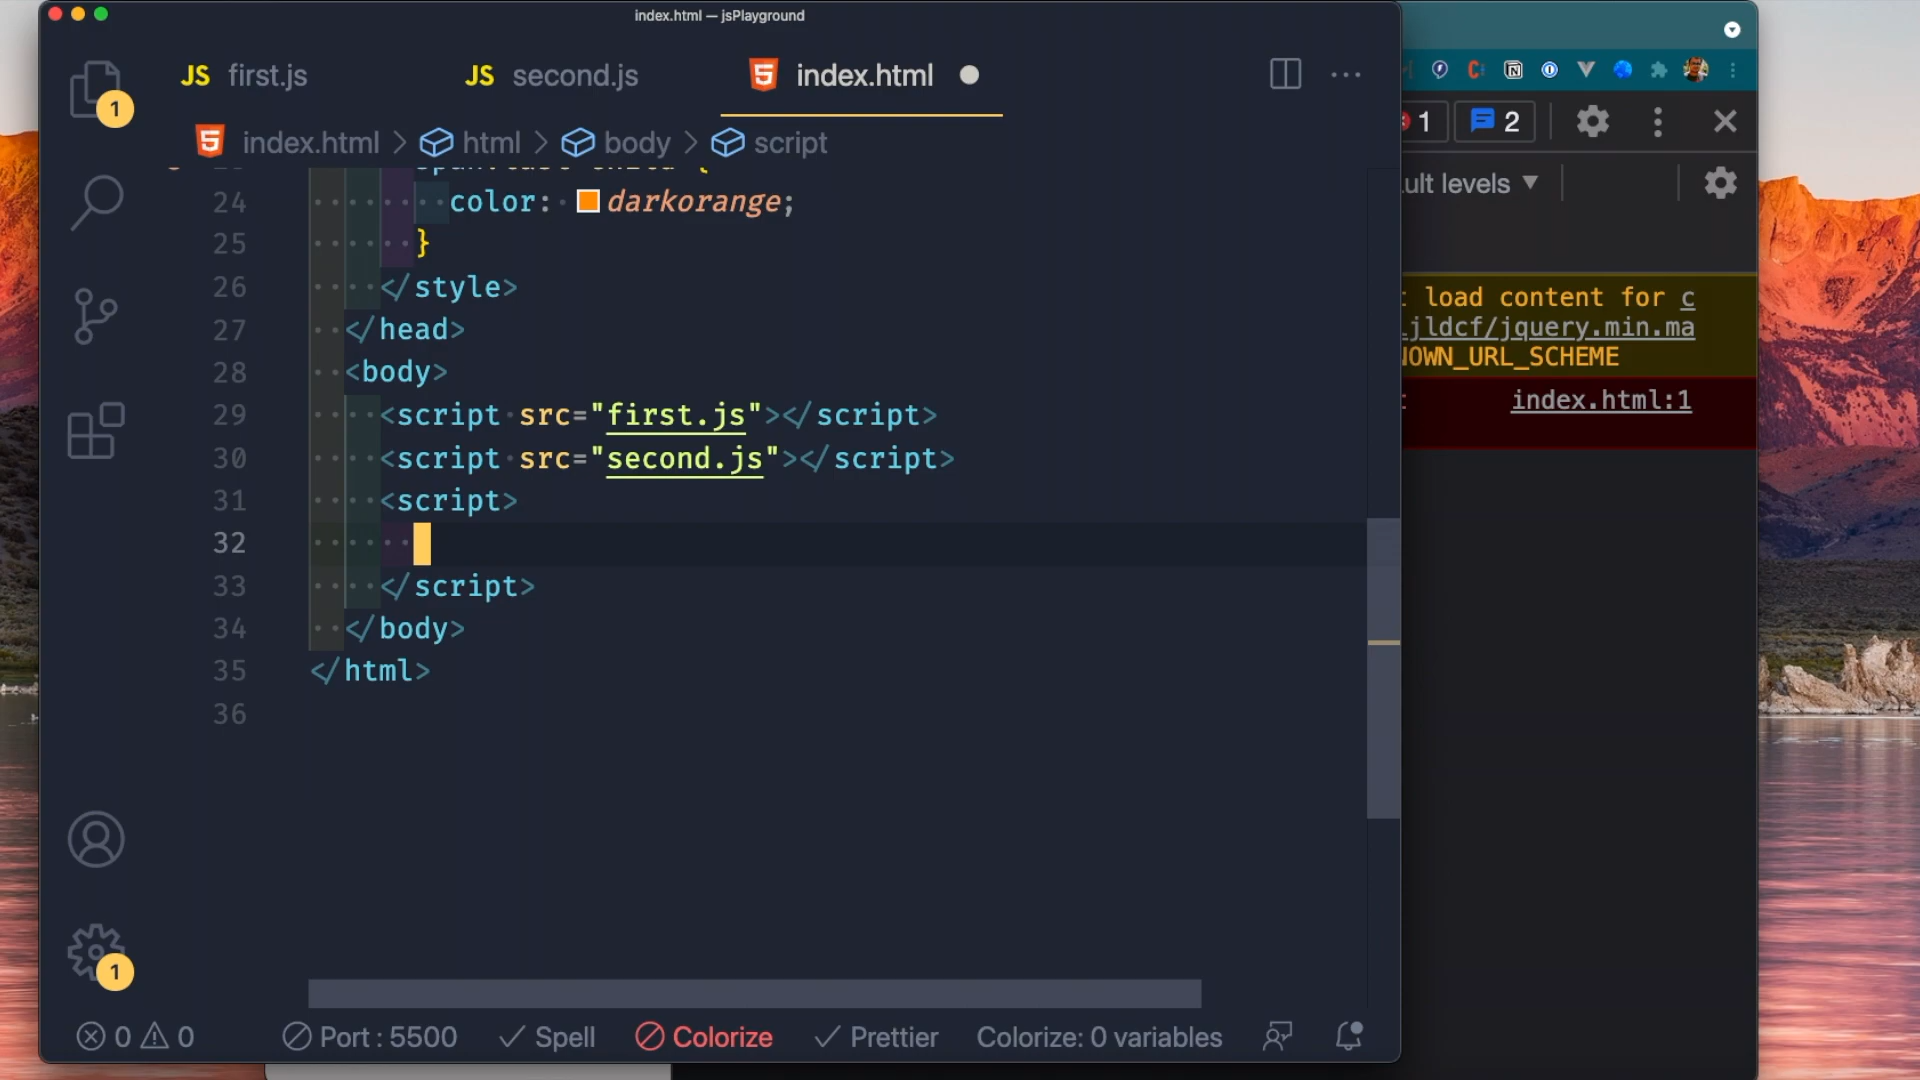 index.html — jsPlayground
JS first.js
JS second.js
index.html
index.html > html > body > script
1
24 color: darkorange;
25 }
26 </style>
27 </head>
28 <body>
29 <script src="first.js"></script>
30 <script src="second.js"></script>
31 <script>
32
33 </script>
34 </body>
35 </html>
36
1
0 0 Port : 5500 Spell Colorize Prettier Colorize: 0 variables
1 2
ult levels
load content for c
jldcf/jquery.min.ma
NOWN_URL_SCHEME
index.html:1